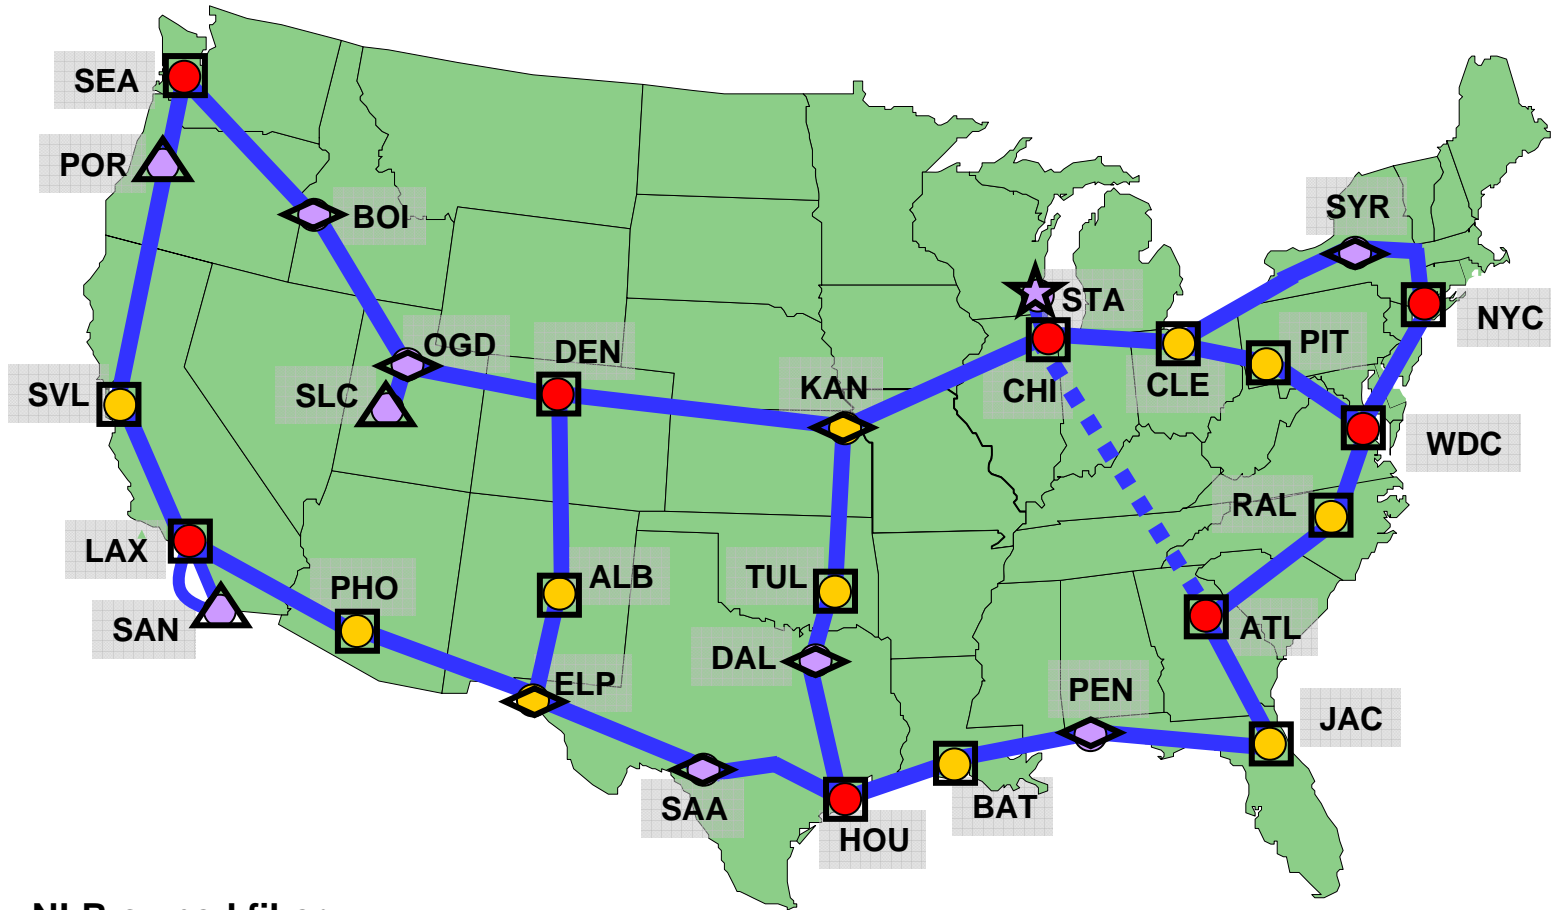 SEA
POR
BOI
SYR
STA
NYC
OGD
DEN
PIT
SVL
SLC
KAN
CHI
CLE
WDC
RAL
LAX
PHO
ALB
TUL
SAN
ATL
DAL
ELP
PEN
JAC
SAA
BAT
HOU